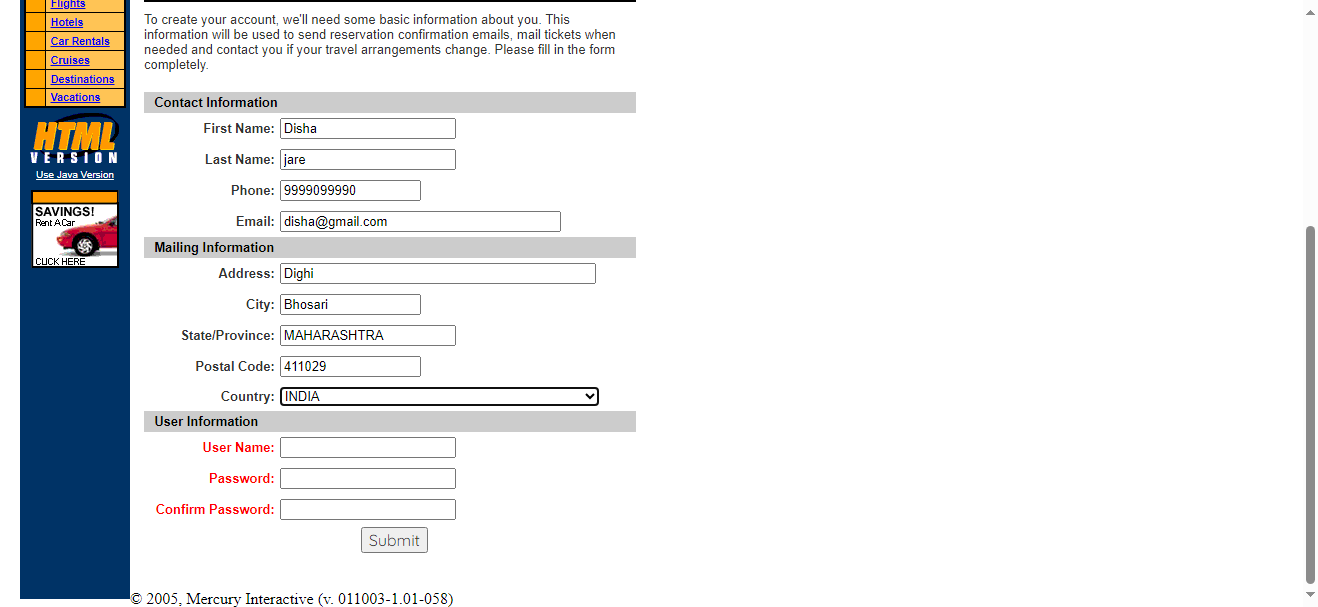 Flights
Hotels
Car Rentals
Cruises
Destinations
Vacations
HTML
VERSION
Use Java Version
SAVINGS!
Rent A Car
CLICK HERE
To create your account, we'll need some basic information about you. This
information will be used to send reservation confirmation emails, mail tickets when
needed and contact you if your travel arrangements change. Please fill in the form
completely.
Contact Information
First Name: Disha
Last Name: jare
Phone: 9999099990
Email: disha@gmail.com
Mailing Information
Address: Dighi
City: Bhosari
State/Province: MAHARASHTRA
Postal Code: 411029
Country: INDIA
User Information
User Name:
Password:
Confirm Password:
Submit
© 2005, Mercury Interactive (v. 011003-1.01-058)